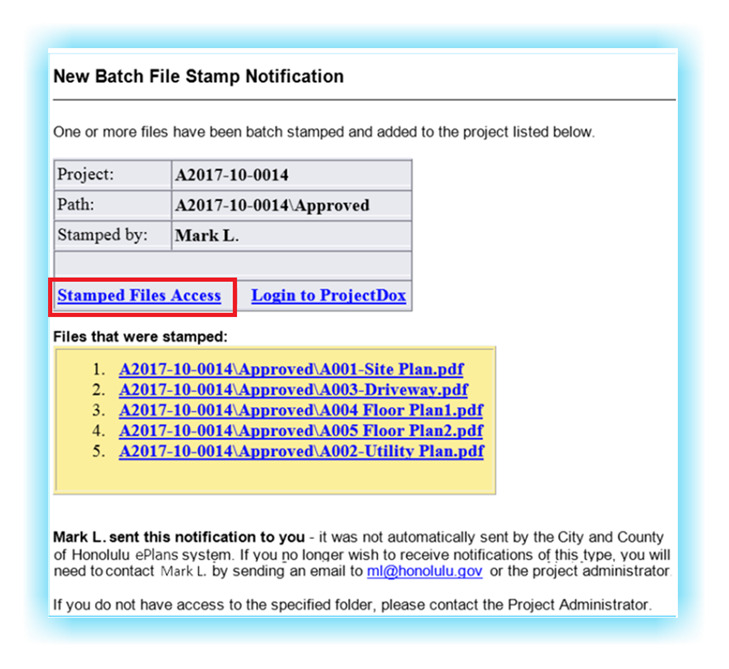 New Batch File Stamp Notification
One or more files have been batch stamped and added to the project listed below.
Project: A2017-10-0014
Path: A2017-10-0014\Approved
Stamped by: Mark L.
Stamped Files Access Login to ProjectDox
Files that were stamped:
1. A2017-10-0014\Approved\A001-Site Plan.pdf
2. A2017-10-0014\Approved\A003-Driveway.pdf
3. A2017-10-0014\Approved\A004 Floor Plan1.pdf
4. A2017-10-0014\Approved\A005 Floor Plan2.pdf
5. A2017-10-0014\Approved\A002-Utility Plan.pdf
Mark L. sent this notification to you - it was not automatically sent by the City and County
of Honolulu ePlans system. If you no longer wish to receive notifications of this type, you will
need to contact Mark L. by sending an email to ml@honolulu.gov or the project administrator
If you do not have access to the specified folder, please contact the Project Administrator.